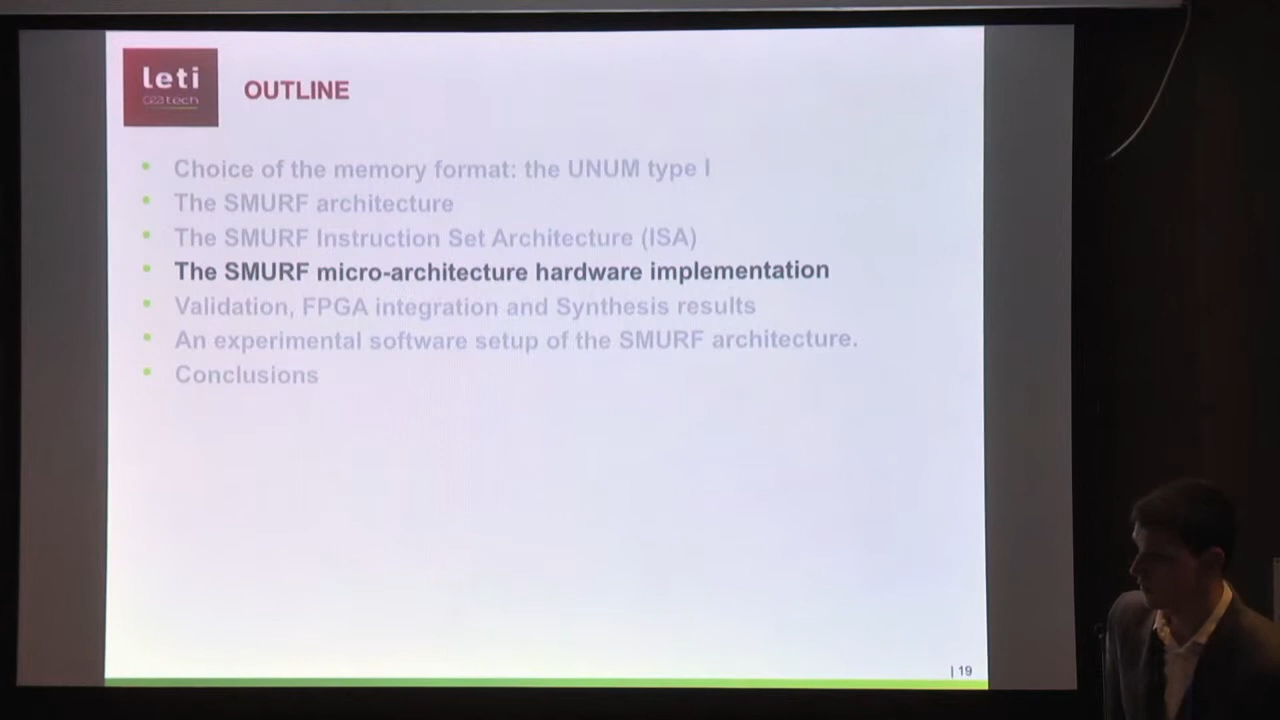 leti
ceatech
OUTLINE
• Choice of the memory format: the UNUM type I
• The SMURF architecture
• The SMURF Instruction Set Architecture (ISA)
• The SMURF micro-architecture hardware implementation
• Validation, FPGA integration and Synthesis results
• An experimental software setup of the SMURF architecture.
• Conclusions
| 19